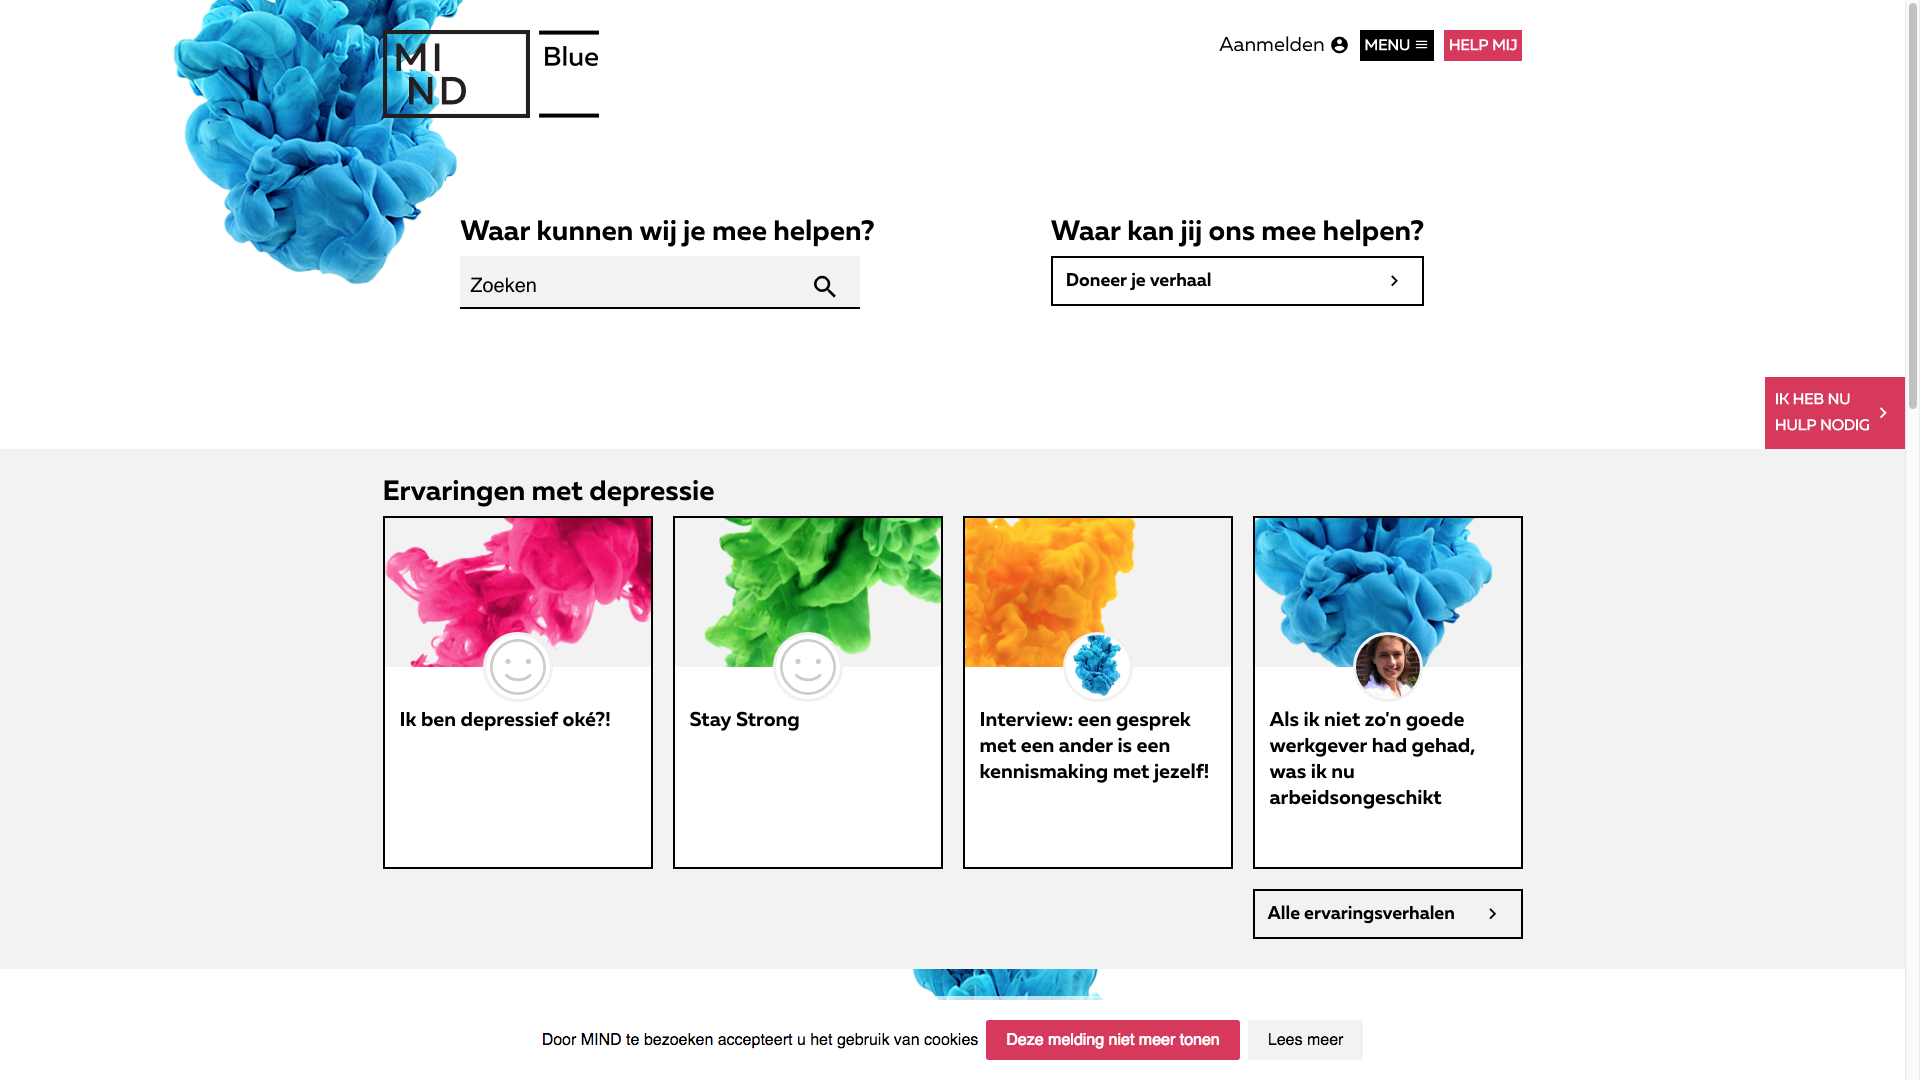 MI
ND
Blue
Aanmelden
MENU
HELP MIJ
Waar kunnen wij je mee helpen?
Zoeken
Waar kan jij ons mee helpen?
Doneer je verhaal
IK HEB NU
HULP NODIG
Ervaringen met depressie
Ik ben depressief oké?!
Stay Strong
Interview: een gesprek
met een ander is een
kennismaking met jezelf!
Als ik niet zo'n goede
werkgever had gehad,
was ik nu
arbeidsongeschikt
Alle ervaringsverhalen
Door MIND te bezoeken accepteert u het gebruik van cookies
Deze melding niet meer tonen
Lees meer